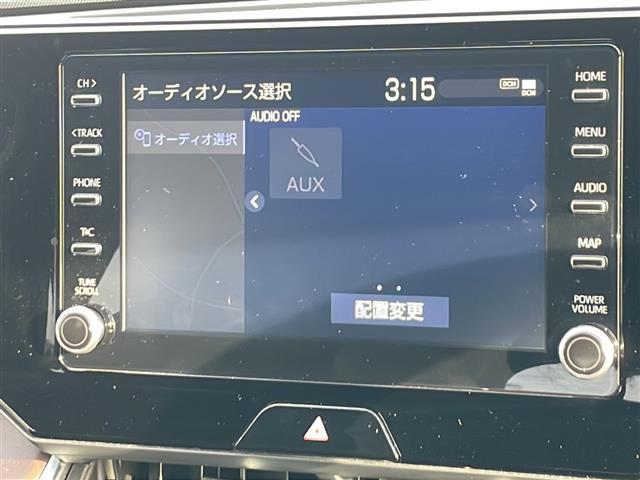 CH >
オーディオソース選択
3:15
DCM
DCM
HOME
AUDIO OFF
< TRACK
オーディオ選択
AUX
MENU
PHONE
AUDIO
MAP
TUNE
SCROLL
配置変更
POWER
VOLUME